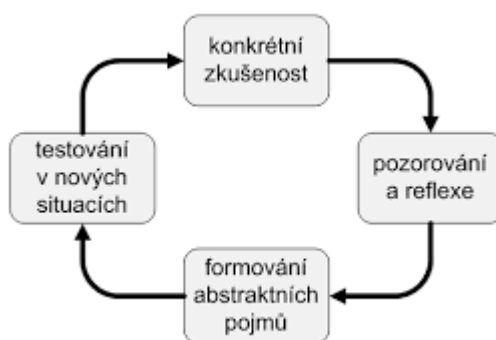 konkrétní
zkušenost
testování
v nových
situacích
pozorování
a reflexe
formování
abstraktních
pojmů